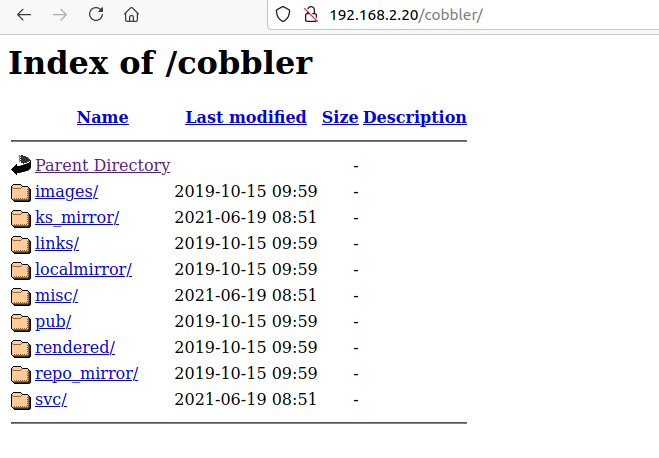 192.168.2.20/cobbler/
Index of /cobbler
Name Last modified Size Description
Parent Directory -
images/ 2019-10-15 09:59 -
ks_mirror/ 2021-06-19 08:51 -
links/ 2019-10-15 09:59 -
localmirror/ 2019-10-15 09:59 -
misc/ 2021-06-19 08:51 -
pub/ 2019-10-15 09:59 -
rendered/ 2019-10-15 09:59 -
repo_mirror/ 2019-10-15 09:59 -
svc/ 2021-06-19 08:51 -